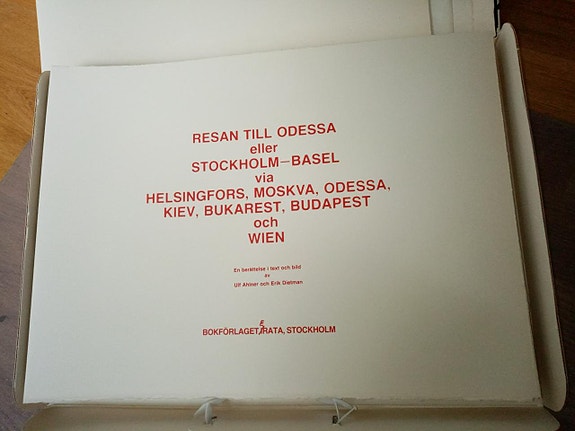 RESAN TILL ODESSA
eller
STOCKHOLM–BASEL
via
HELSINGFORS, MOSKVA, ODESSA,
KIEV, BUKAREST, BUDAPEST
och
WIEN
En berättelse i text och bild
av
Ulf Ahlner och Erik Dietman
BOKFÖRLAGET ERRATA, STOCKHOLM